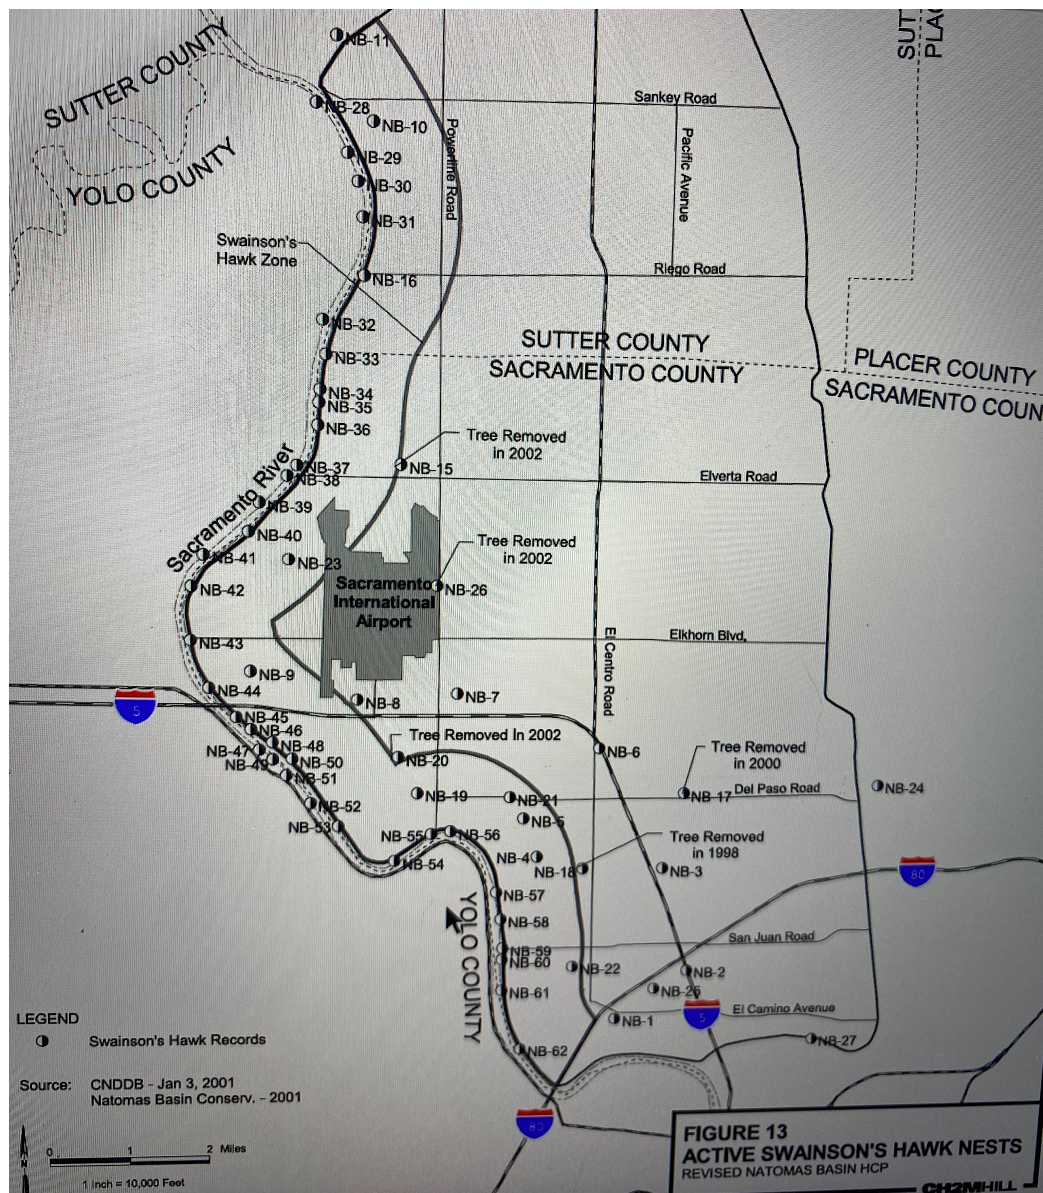 SUTTER COUNTY
YOLO COUNTY
SUT
PLAC
NB-11
NB-28
NB-10
NB-29
NB-30
NB-31
NB-16
Powerline Road
Sankey Road
Pacific Avenue
Riego Road
Swainson's
Hawk Zone
NB-32
NB-33
NB-34
NB-35
NB-36
SUTTER COUNTY
SACRAMENTO COUNTY
PLACER COUNTY
SACRAMENTO COUN
Tree Removed
in 2002
NB-15
Elverta Road
Sacramento River
NB-37
NB-38
NB-39
NB-40
NB-41
NB-23
NB-42
Tree Removed
in 2002
NB-26
Sacramento
International
Airport
NB-43
Elkhorn Blvd.
El Centro Road
NB-9
NB-44
NB-8
NB-7
5
NB-45
NB-46
NB-47
NB-48
NB-49
NB-50
NB-51
NB-52
NB-53
Tree Removed In 2002
NB-20
NB-6
Tree Removed
in 2000
NB-19
NB-21
NB-17
Del Paso Road
NB-24
NB-5
NB-55
NB-56
NB-54
NB-4
NB-18
Tree Removed
in 1998
NB-3
80
NB-57
NB-58
YOLO COUNTY
NB-59
NB-60
NB-61
San Juan Road
NB-22
NB-2
NB-25
5
El Camino Avenue
NB-1
NB-27
NB-62
80
LEGEND
Swainson's Hawk Records
Source: CNDDB - Jan 3, 2001
Natomas Basin Conserv. - 2001
N
0 1 2 Miles
1 Inch = 10,000 Feet
FIGURE 13
ACTIVE SWAINSON'S HAWK NESTS
REVISED NATOMAS BASIN HCP
CH2MHILL